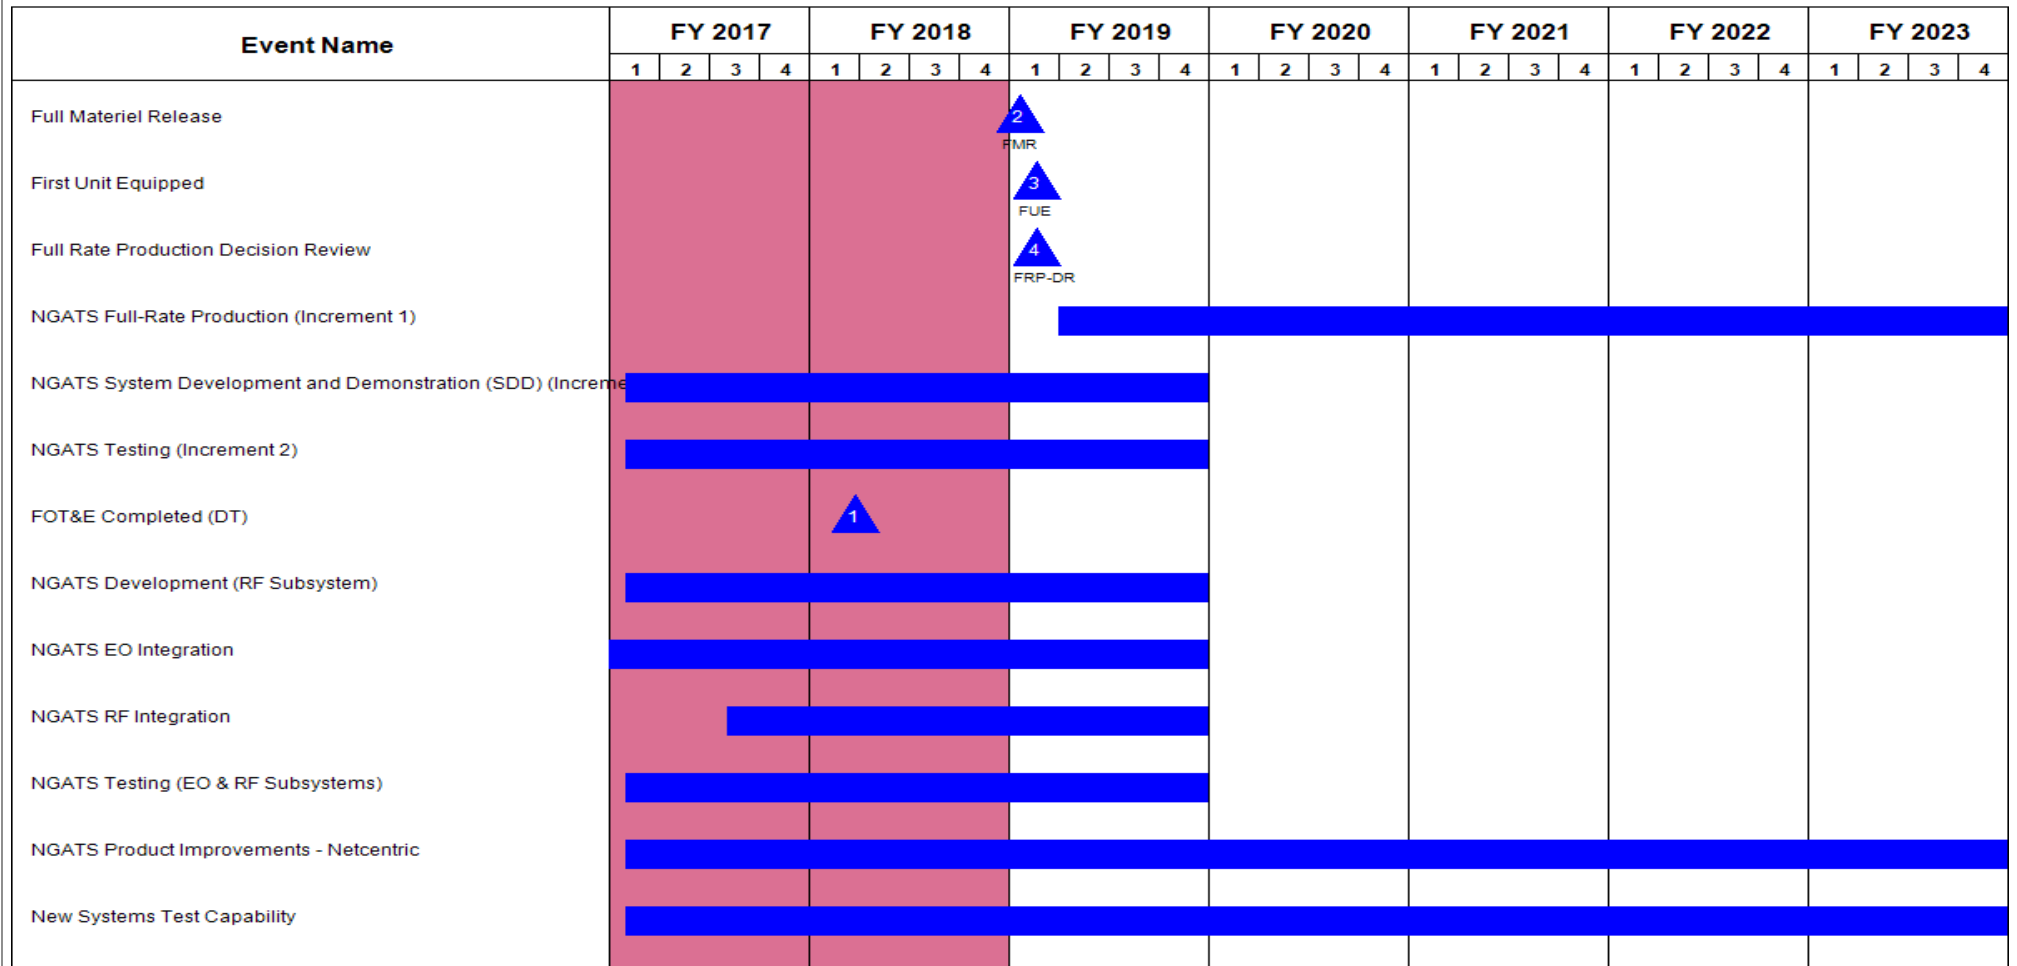 Event Name
FY 2017 FY 2018 FY 2019 FY 2020 FY 2021 FY 2022 FY 2023
1 2 3 4 1 2 3 4 1 2 3 4 1 2 3 4 1 2 3 4 1 2 3 4 1 2 3 4
Full Materiel Release
2
FMR
First Unit Equipped
3
FUE
Full Rate Production Decision Review
4
FRP-DR
NGATS Full-Rate Production (Increment 1)
NGATS System Development and Demonstration (SDD) (Increme
NGATS Testing (Increment 2)
FOT&E Completed (DT)
1
NGATS Development (RF Subsystem)
NGATS EO Integration
NGATS RF Integration
NGATS Testing (EO & RF Subsystems)
NGATS Product Improvements - Netcentric
New Systems Test Capability